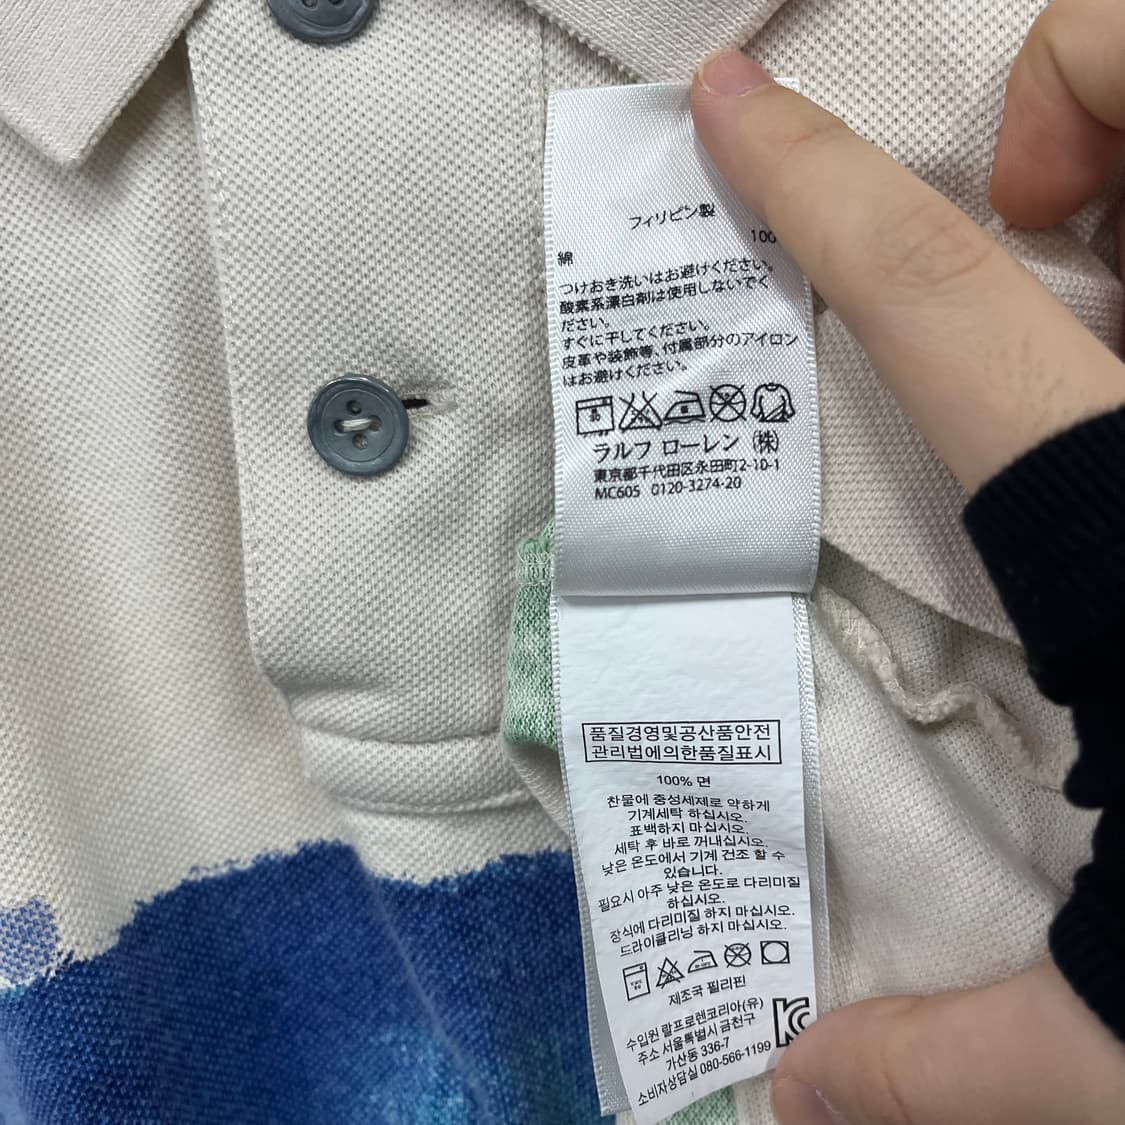 フィリピン製
綿 100
つけおき洗いはお避けください。
酸素系漂白剤は使用しないでく
ださい。
すぐに干してください。
皮革や装飾等、付属部分のアイロン
はお避けください。
ラルフ ローレン (株)
東京都千代田区永田町2-10-1
MC605 0120-3274-20
품질경영및공산품안전
관리법에의한품질표시
100% 면
찬물에 중성세제로 약하게
기계세탁 하십시오.
표백하지 마십시오.
세탁 후 바로 꺼내십시오.
낮은 온도에서 기계 건조 할 수
있습니다.
필요시 아주 낮은 온도로 다리미질
하십시오.
장식에 다리미질 하지 마십시오.
드라이클리닝 하지 마십시오.
제조국 필리핀
수입원 랄프로렌코리아(유)
주소 서울특별시 금천구
가산동 336-7
소비자상담실 080-566-1199